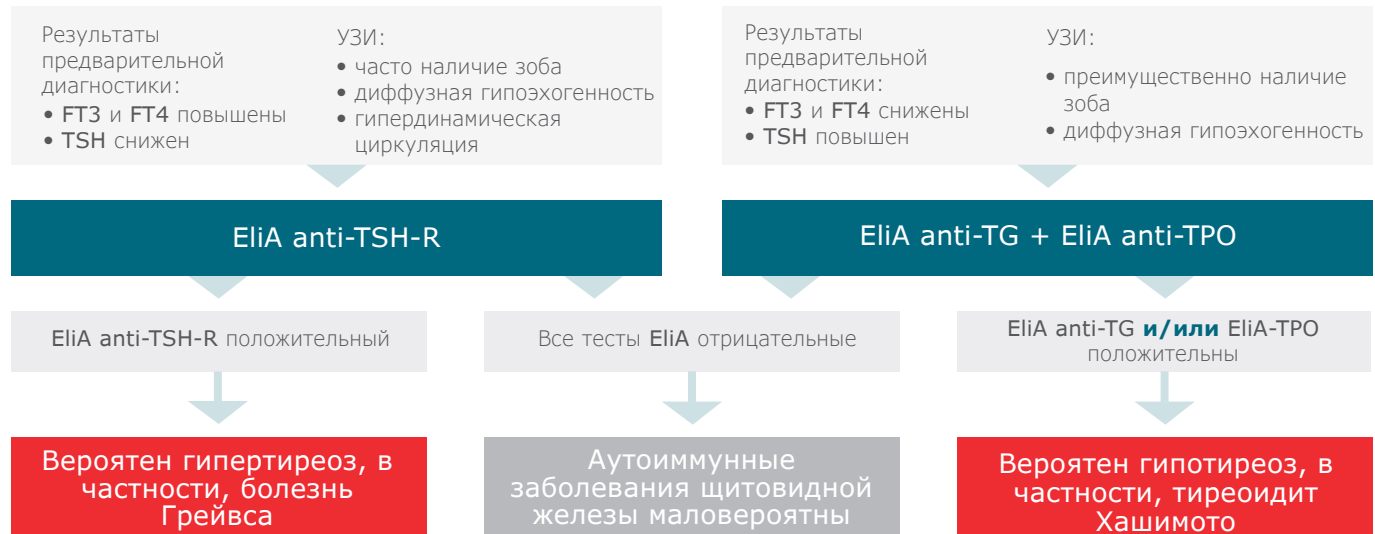 Результаты
предварительной
диагностики:
• FT3 и FT4 повышены
• TSH снижен
УЗИ:
• часто наличие зоба
• диффузная гипоэхогенность
• гипердинамическая
циркуляция
Результаты
предварительной
диагностики:
• FT3 и FT4 снижены
• TSH повышен
УЗИ:
• преимущественно наличие
зоба
• диффузная гипоэхогенность
EliA anti-TSH-R
EliA anti-TG + EliA anti-TPO
EliA anti-TSH-R положительный
Все тесты EliA отрицательные
EliA anti-TG и/или EliA-TPO
положительны
Вероятен гипертиреоз, в
частности, болезнь
Грейвса
Аутоиммунные
заболевания щитовидной
железы маловероятны
Вероятен гипотиреоз, в
частности, тиреоидит
Хашимото